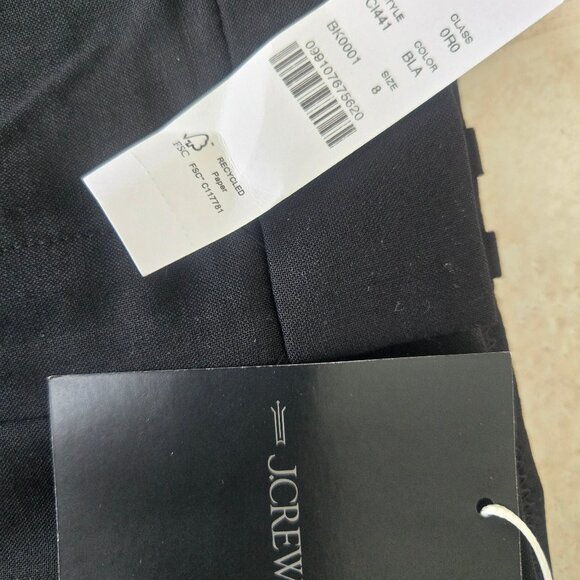 CLASS
0R0
STYLE
CI441
COLOR
BLA
BK0001
SIZE
8
099107675620
FSC
RECYCLED
Paper
FSC® C117781
J.CREW